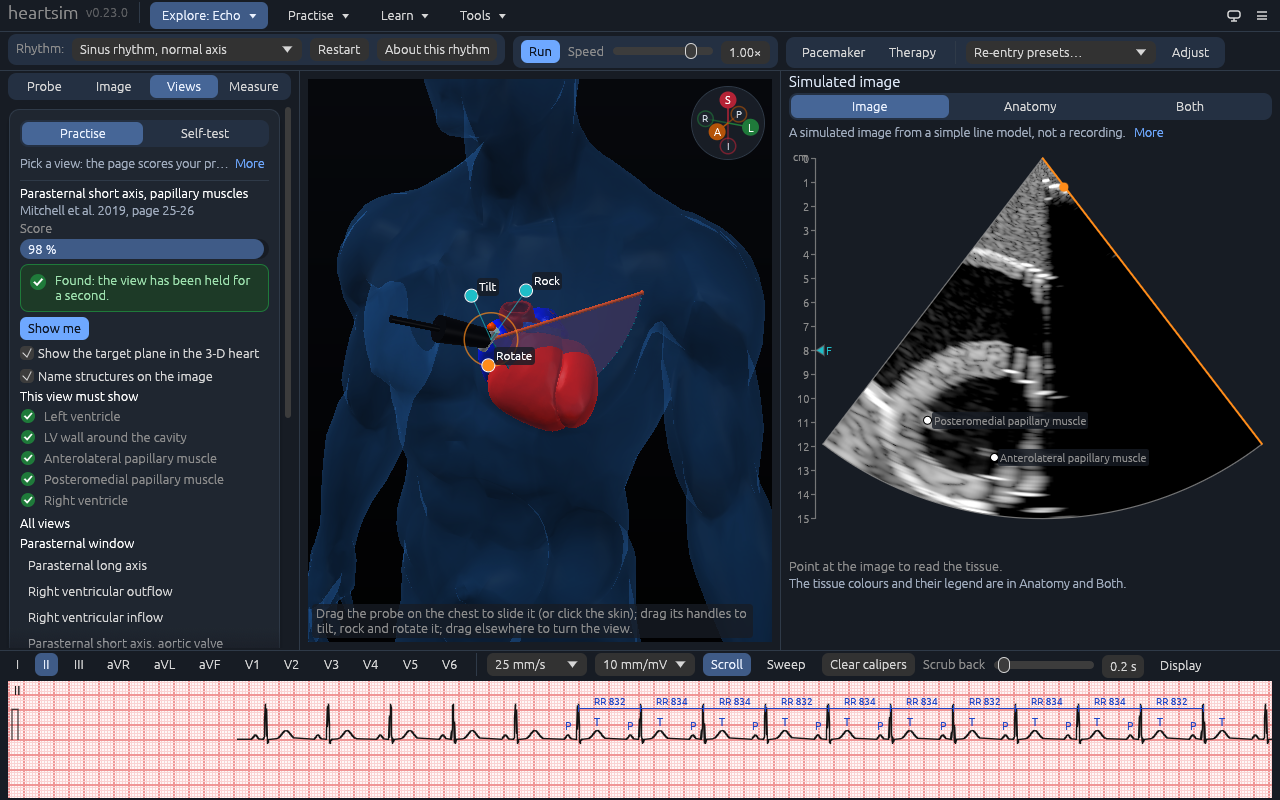 heartsim v0.23.0 Explore: Echo Practise Learn Tools
Rhythm: Sinus rhythm, normal axis Restart About this rhythm Run Speed 1.00× Pacemaker Therapy Re-entry presets... Adjust
Probe Image Views Measure
Practise Self-test
Pick a view: the page scores your pr... More
Parasternal short axis, papillary muscles
Mitchell et al. 2019, page 25-26
Score
98 %
Found: the view has been held for
a second.
Show me
Show the target plane in the 3-D heart
Name structures on the image
This view must show
Left ventricle
LV wall around the cavity
Anterolateral papillary muscle
Posteromedial papillary muscle
Right ventricle
All views
Parasternal window
Parasternal long axis
Right ventricular outflow
Right ventricular inflow
Parasternal short axis, aortic valve
S
R
P
L
A
I
Tilt
Rock
Rotate
Drag the probe on the chest to slide it (or click the skin); drag its handles to
tilt, rock and rotate it; drag elsewhere to turn the view.
Simulated image
Image Anatomy Both
A simulated image from a simple line model, not a recording. More
cm
0
1
2
3
4
5
6
7
8 F
9
10
11
12
13
14
15
Posteromedial papillary muscle
Anterolateral papillary muscle
Point at the image to read the tissue.
The tissue colours and their legend are in Anatomy and Both.
I II III aVR aVL aVF V1 V2 V3 V4 V5 V6 25 mm/s 10 mm/mV Scroll Sweep Clear calipers Scrub back 0.2 s Display
II
RR 832 RR 834 RR 834 RR 832 RR 834 RR 834 RR 832 RR 834 RR 834 RR 832
P T P T P T P T P T P T P T P T P T P T P T